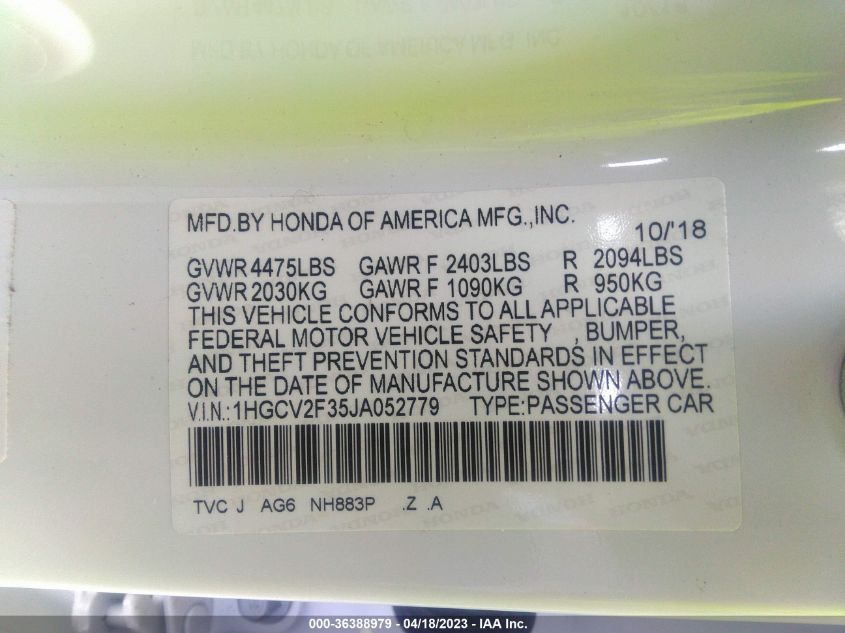 MFD.BY HONDA OF AMERICA MFG.,INC.
10/'18
GVWR 4475LBS GAWR F 2403LBS R 2094LBS
GVWR 2030KG GAWR F 1090KG R 950KG
THIS VEHICLE CONFORMS TO ALL APPLICABLE
FEDERAL MOTOR VEHICLE SAFETY , BUMPER,
AND THEFT PREVENTION STANDARDS IN EFFECT
ON THE DATE OF MANUFACTURE SHOWN ABOVE.
V.I.N.:1HGCV2F35JA052779 TYPE:PASSENGER CAR
TVC J AG6 NH883P .Z .A
000-36388979 - 04/18/2023 - IAA Inc.